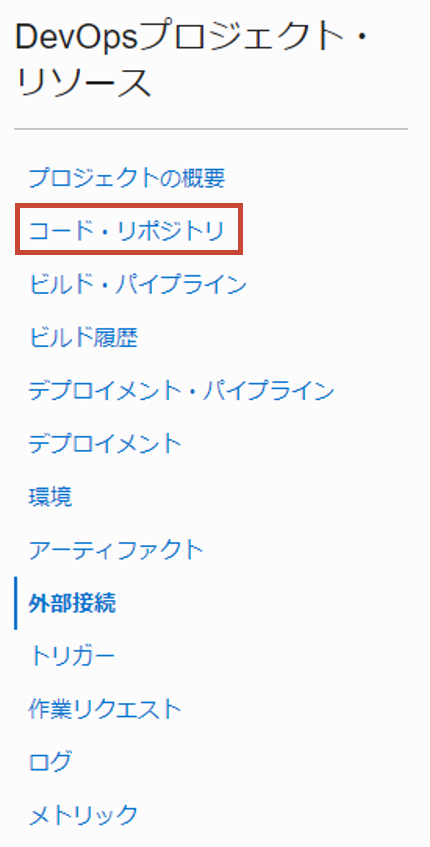 DevOpsプロジェクト・
リソース
プロジェクトの概要
コード・リポジトリ
ビルド・パイプライン
ビルド履歴
デプロイメント・パイプライン
デプロイメント
環境
アーティファクト
外部接続
トリガー
作業リクエスト
ログ
メトリック